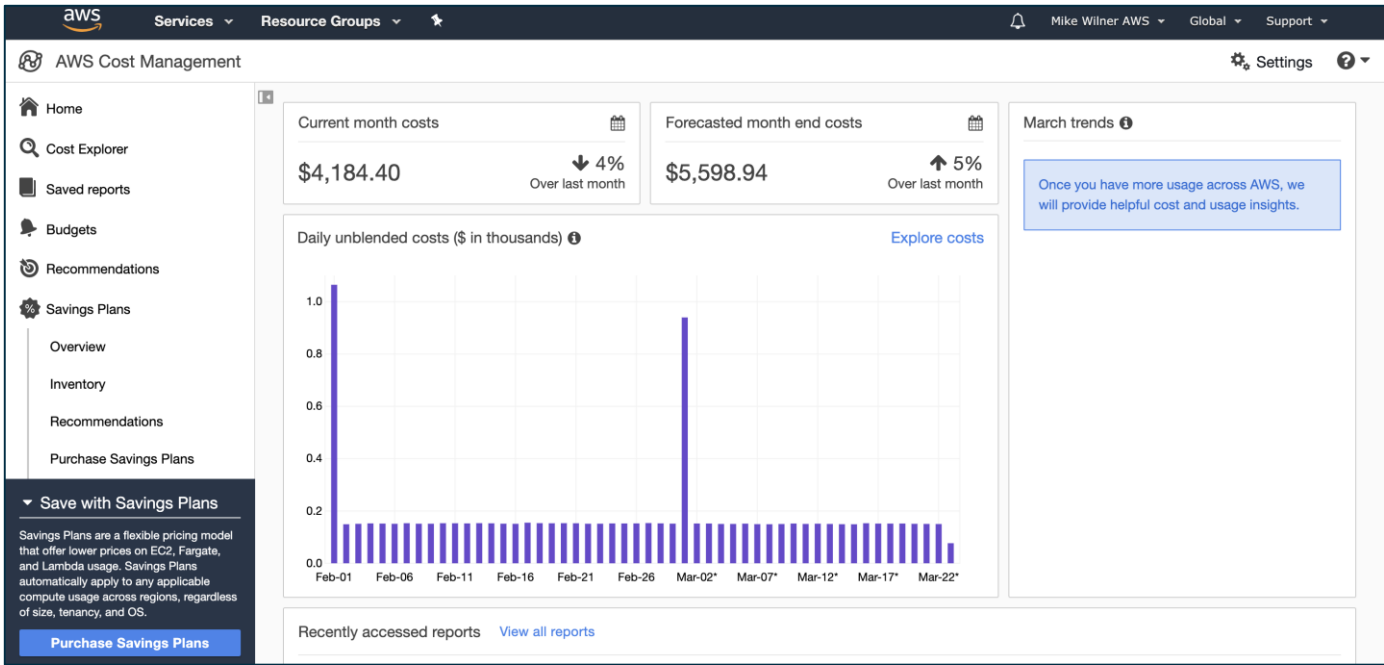 aws Services Resource Groups Mike Wilner AWS Global Support
AWS Cost Management Settings
Home
Cost Explorer
Saved reports
Budgets
Recommendations
Savings Plans
Overview
Inventory
Recommendations
Purchase Savings Plans
Save with Savings Plans
Savings Plans are a flexible pricing model
that offer lower prices on EC2, Fargate,
and Lambda usage. Savings Plans
automatically apply to any applicable
compute usage across regions, regardless
of size, tenancy, and OS.
Purchase Savings Plans
Current month costs
$4,184.40
4%
Over last month
Forecasted month end costs
$5,598.94
5%
Over last month
March trends
Once you have more usage across AWS, we
will provide helpful cost and usage insights.
Daily unblended costs ($ in thousands) Explore costs
1.0
0.8
0.6
0.4
0.2
0.0
Feb-01 Feb-06 Feb-11 Feb-16 Feb-21 Feb-26 Mar-02* Mar-07* Mar-12* Mar-17* Mar-22*
Recently accessed reports View all reports